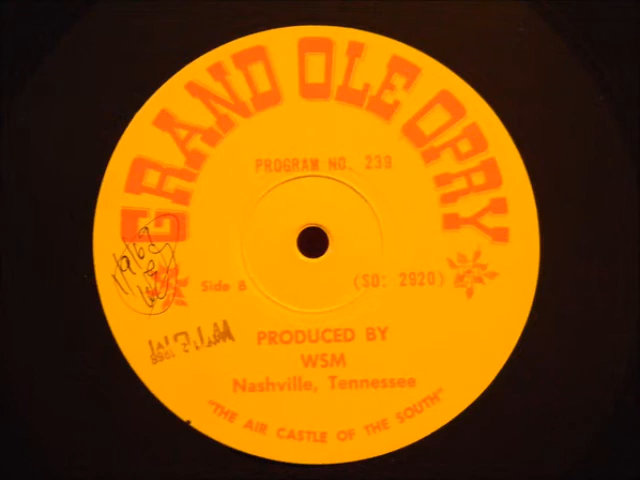 GRAND OLE OPRY
PROGRAM NO. 239
Side B
(SO: 2920)
PRODUCED BY
WSM
Nashville, Tennessee
"THE AIR CASTLE OF THE SOUTH"